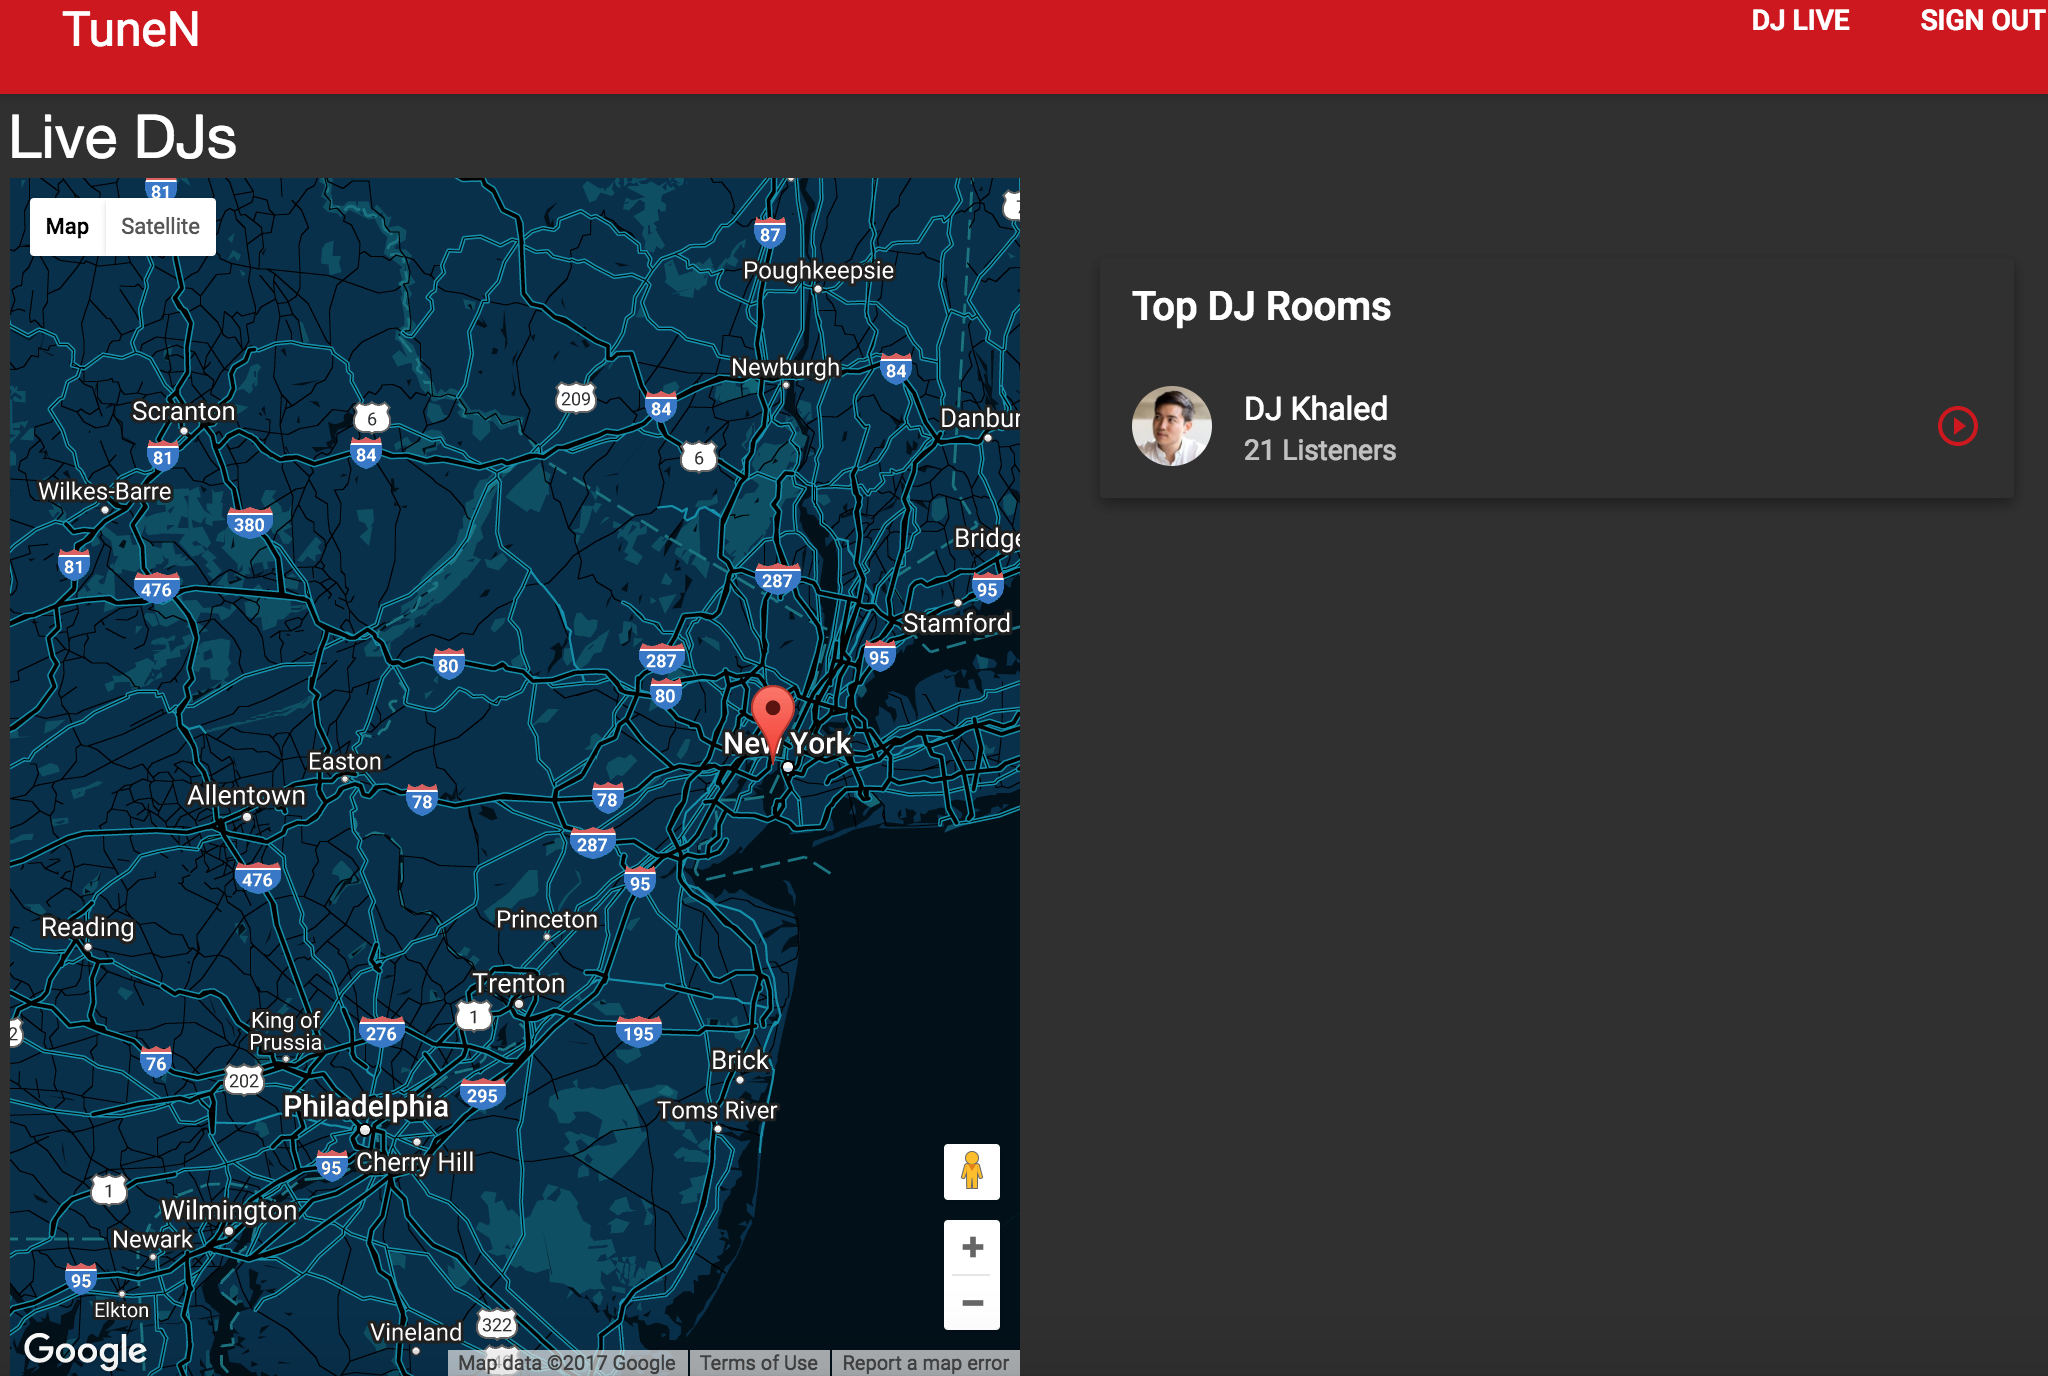 TuneN
DJ LIVE
SIGN OUT
Live DJs
Map
Satellite
81
87
Poughkeepsie
Newburgh
84
209
84
Scranton
6
Danbur
81
84
6
Wilkes-Barre
380
Bridge
81
476
287
95
Stamford
80
287
95
80
New York
Easton
Allentown
78
78
287
476
95
Princeton
Reading
Trenton
1
King of
Prussia
276
195
2
76
202
Brick
295
Philadelphia
Toms River
95
Cherry Hill
1
Wilmington
Newark
95
Elkton
322
Vineland
Google
Map data ©2017 Google
Terms of Use
Report a map error
Top DJ Rooms
DJ Khaled
21 Listeners